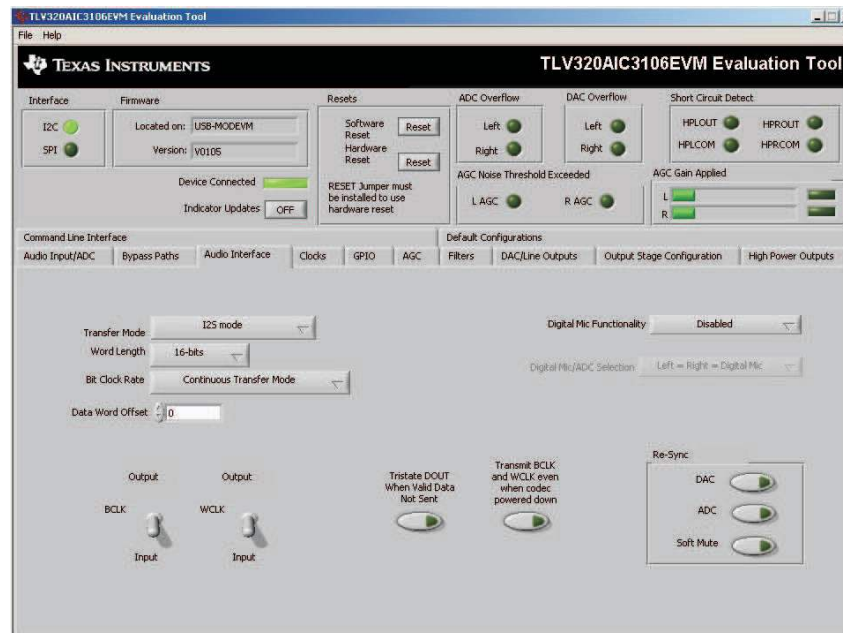 TLV320AIC3106EVM Evaluation Tool
File Help
TEXAS INSTRUMENTS
TLV320AIC3106EVM Evaluation Tool
Interface
I2C
SPI
Firmware
Located on: USB-MODEVM
Version: V0105
Device Connected
Indicator Updates OFF
Resets
Software Reset Reset
Hardware Reset Reset
RESET Jumper must
be installed to use
hardware reset
ADC Overflow
Left
Right
DAC Overflow
Left
Right
Short Circuit Detect
HPLOUT HPROUT
HPLCOM HPRCOM
AGC Noise Threshold Exceeded
L AGC R AGC
AGC Gain Applied
L
R
Command Line Interface Default Configurations
Audio Input/ADC Bypass Paths Audio Interface Clocks GPIO AGC Filters DAC/Line Outputs Output Stage Configuration High Power Outputs
Transfer Mode I2S mode
Word Length 16-bits
Bit Clock Rate Continuous Transfer Mode
Data Word Offset 0
Digital Mic Functionality Disabled
Digital Mic/ADC Selection Left = Right = Digital Mic
Output
BCLK
Input
Output
WCLK
Input
Tristate DOUT
When Valid Data
Not Sent
Transmit BCLK
and WCLK even
when codec
powered down
Re-Sync
DAC
ADC
Soft Mute